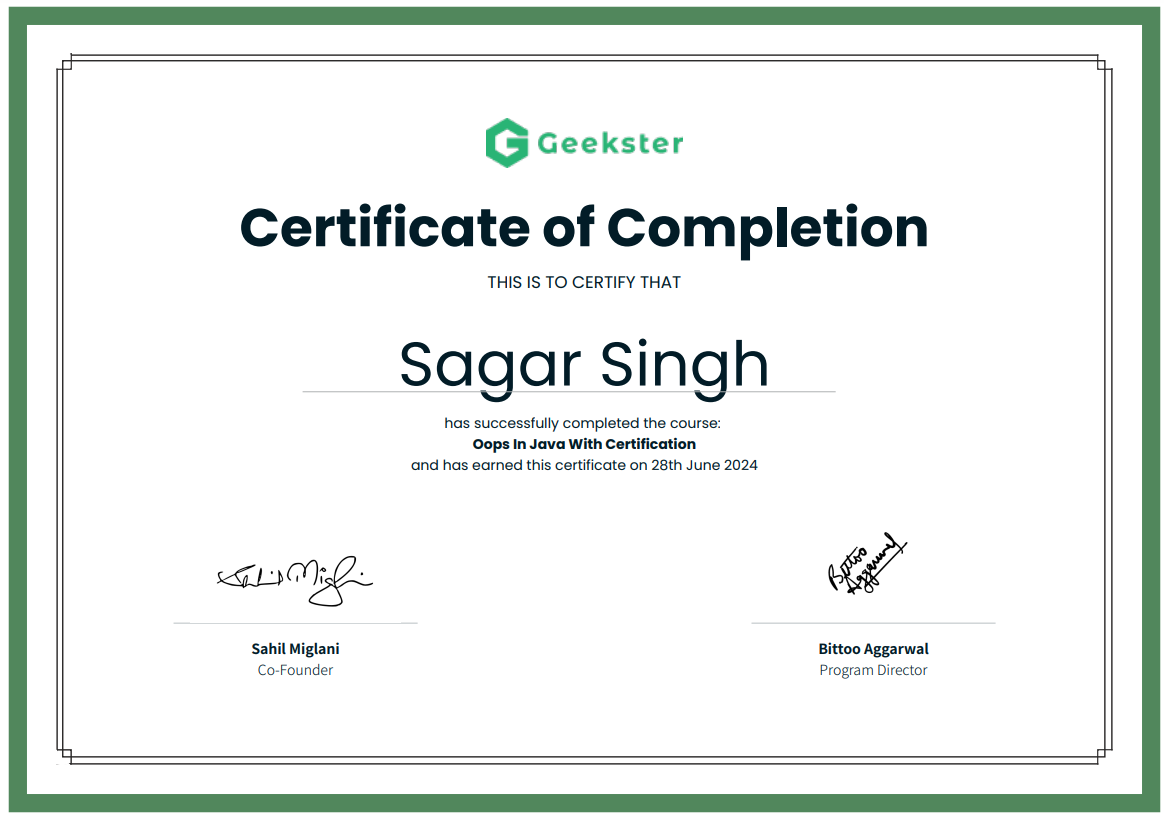 Geekster
Certificate of Completion
THIS IS TO CERTIFY THAT
Sagar Singh
has successfully completed the course:
Oops In Java With Certification
and has earned this certificate on 28th June 2024
Sahil Miglani
Bittoo
Aggarwal
Sahil Miglani
Co-Founder
Bittoo Aggarwal
Program Director